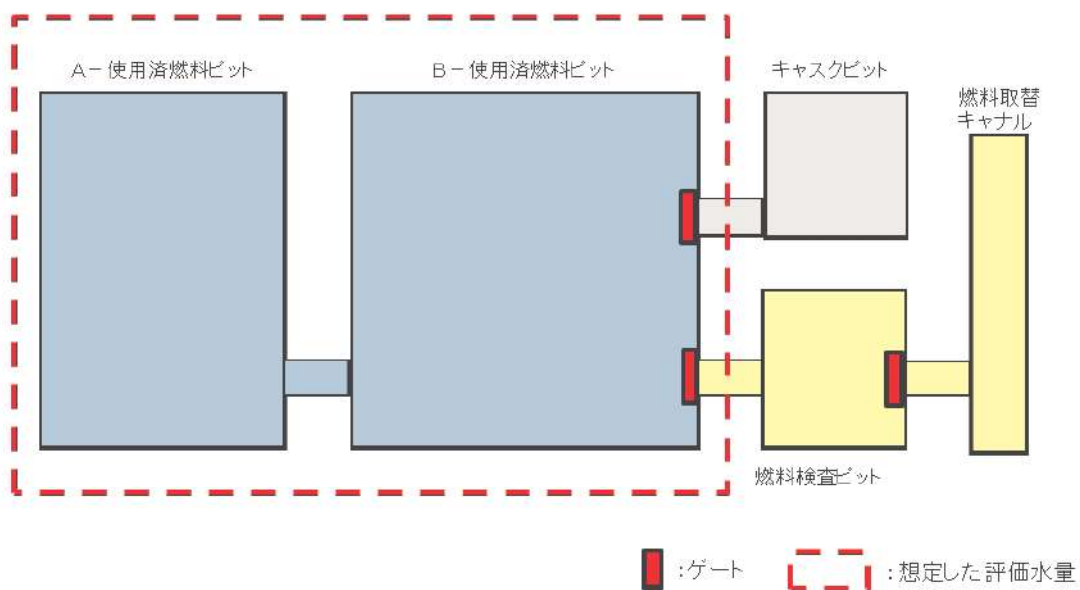 A－使用済燃料ピット
B－使用済燃料ピット
キャスクピット
燃料取替
キャナル
燃料検査ピット
:ゲート
:想定した評価水量